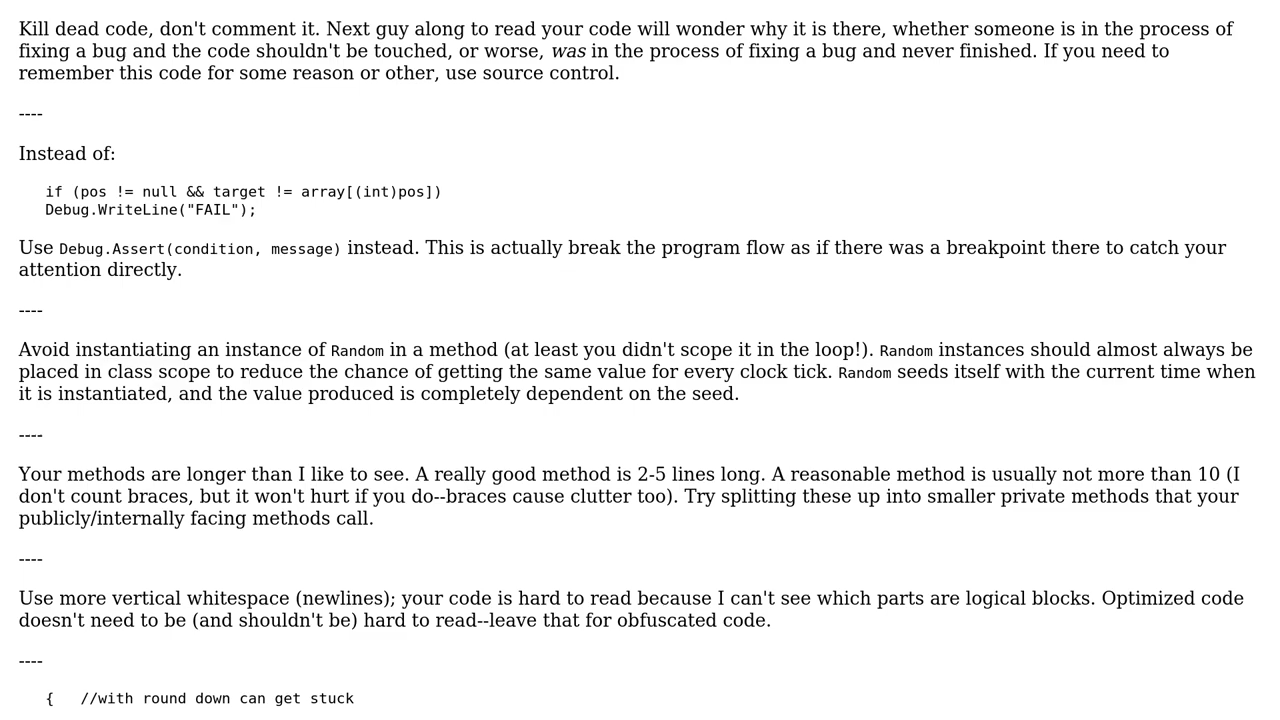 Kill dead code, don't comment it. Next guy along to read your code will wonder why it is there, whether someone is in the process of
fixing a bug and the code shouldn't be touched, or worse, was in the process of fixing a bug and never finished. If you need to
remember this code for some reason or other, use source control.
----
Instead of:
if (pos != null && target != array[(int)pos])
Debug.WriteLine("FAIL");
Use Debug.Assert(condition, message) instead. This is actually break the program flow as if there was a breakpoint there to catch your
attention directly.
----
Avoid instantiating an instance of Random in a method (at least you didn't scope it in the loop!). Random instances should almost always be
placed in class scope to reduce the chance of getting the same value for every clock tick. Random seeds itself with the current time when
it is instantiated, and the value produced is completely dependent on the seed.
----
Your methods are longer than I like to see. A really good method is 2-5 lines long. A reasonable method is usually not more than 10 (I
don't count braces, but it won't hurt if you do--braces cause clutter too). Try splitting these up into smaller private methods that your
publicly/internally facing methods call.
----
Use more vertical whitespace (newlines); your code is hard to read because I can't see which parts are logical blocks. Optimized code
doesn't need to be (and shouldn't be) hard to read--leave that for obfuscated code.
----
{   //with round down can get stuck